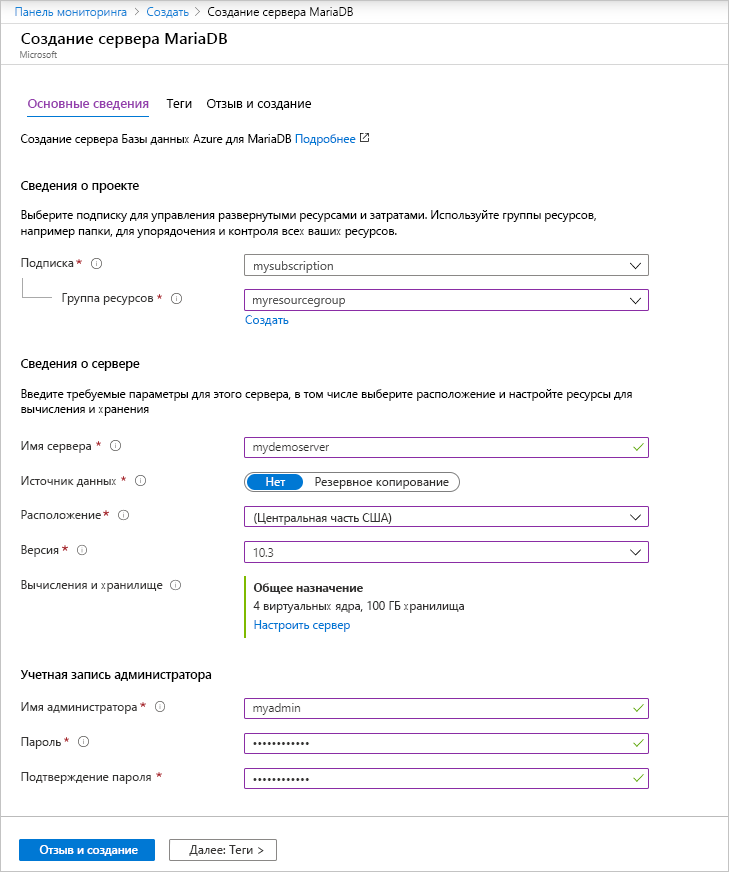 Панель мониторинга > Создать > Создание сервера MariaDB
Создание сервера MariaDB
Microsoft
Основные сведения Теги Отзыв и создание
Создание сервера Базы данных Azure для MariaDB Подробнее
Сведения о проекте
Выберите подписку для управления развернутыми ресурсами и затратами. Используйте группы ресурсов,
например папки, для упорядочения и контроля всех ваших ресурсов.
Подписка * mysubscription
Группа ресурсов * myresourcegroup
Создать
Сведения о сервере
Введите требуемые параметры для этого сервера, в том числе выберите расположение и настройте ресурсы для
вычисления и хранения
Имя сервера * mydemoserver
Источник данных * Нет Резервное копирование
Расположение * (Центральная часть США)
Версия * 10.3
Вычисления и хранилище Общее назначение
4 виртуальных ядра, 100 ГБ хранилища
Настроить сервер
Учетная запись администратора
Имя администратора * myadmin
Пароль * ••••••••••••
Подтверждение пароля * ••••••••••••
Отзыв и создание Далее: Теги >